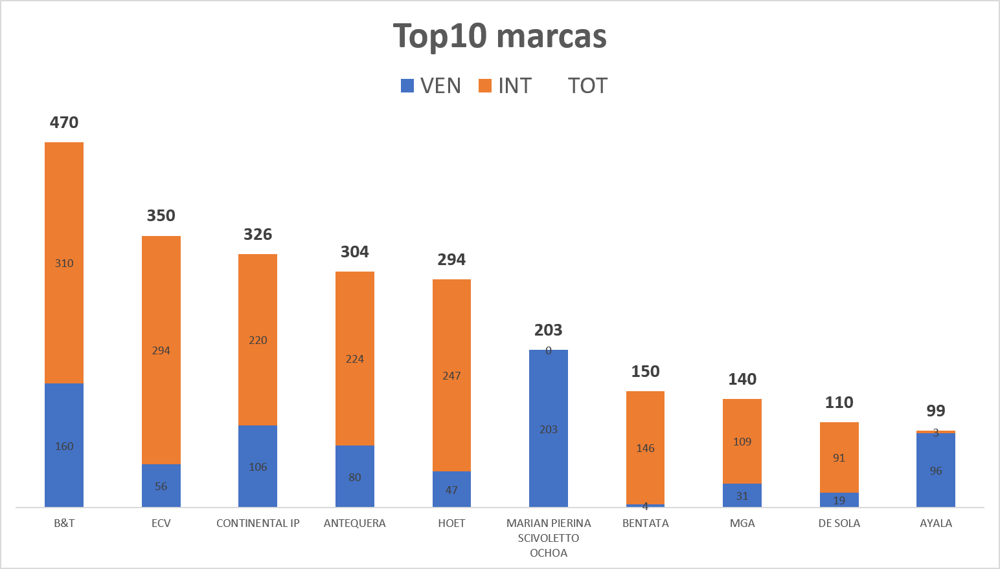 Top10 marcas
VEN INT TOT
470
350
326
304
294
203
150
140
110
99
310
294
220
224
247
0
146
109
91
3
160
56
106
80
47
203
4
31
19
96
B&T
ECV
CONTINENTAL IP
ANTEQUERA
HOET
MARIAN PIERINA
SCIVOLETTO
OCHOA
BENTATA
MGA
DE SOLA
AYALA